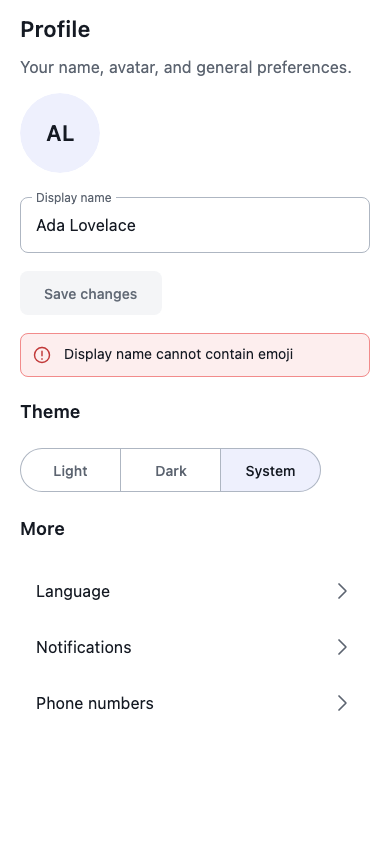 Profile
Your name, avatar, and general preferences.
AL
Display name
Ada Lovelace
Save changes
Display name cannot contain emoji
Theme
Light Dark System
More
Language
Notifications
Phone numbers